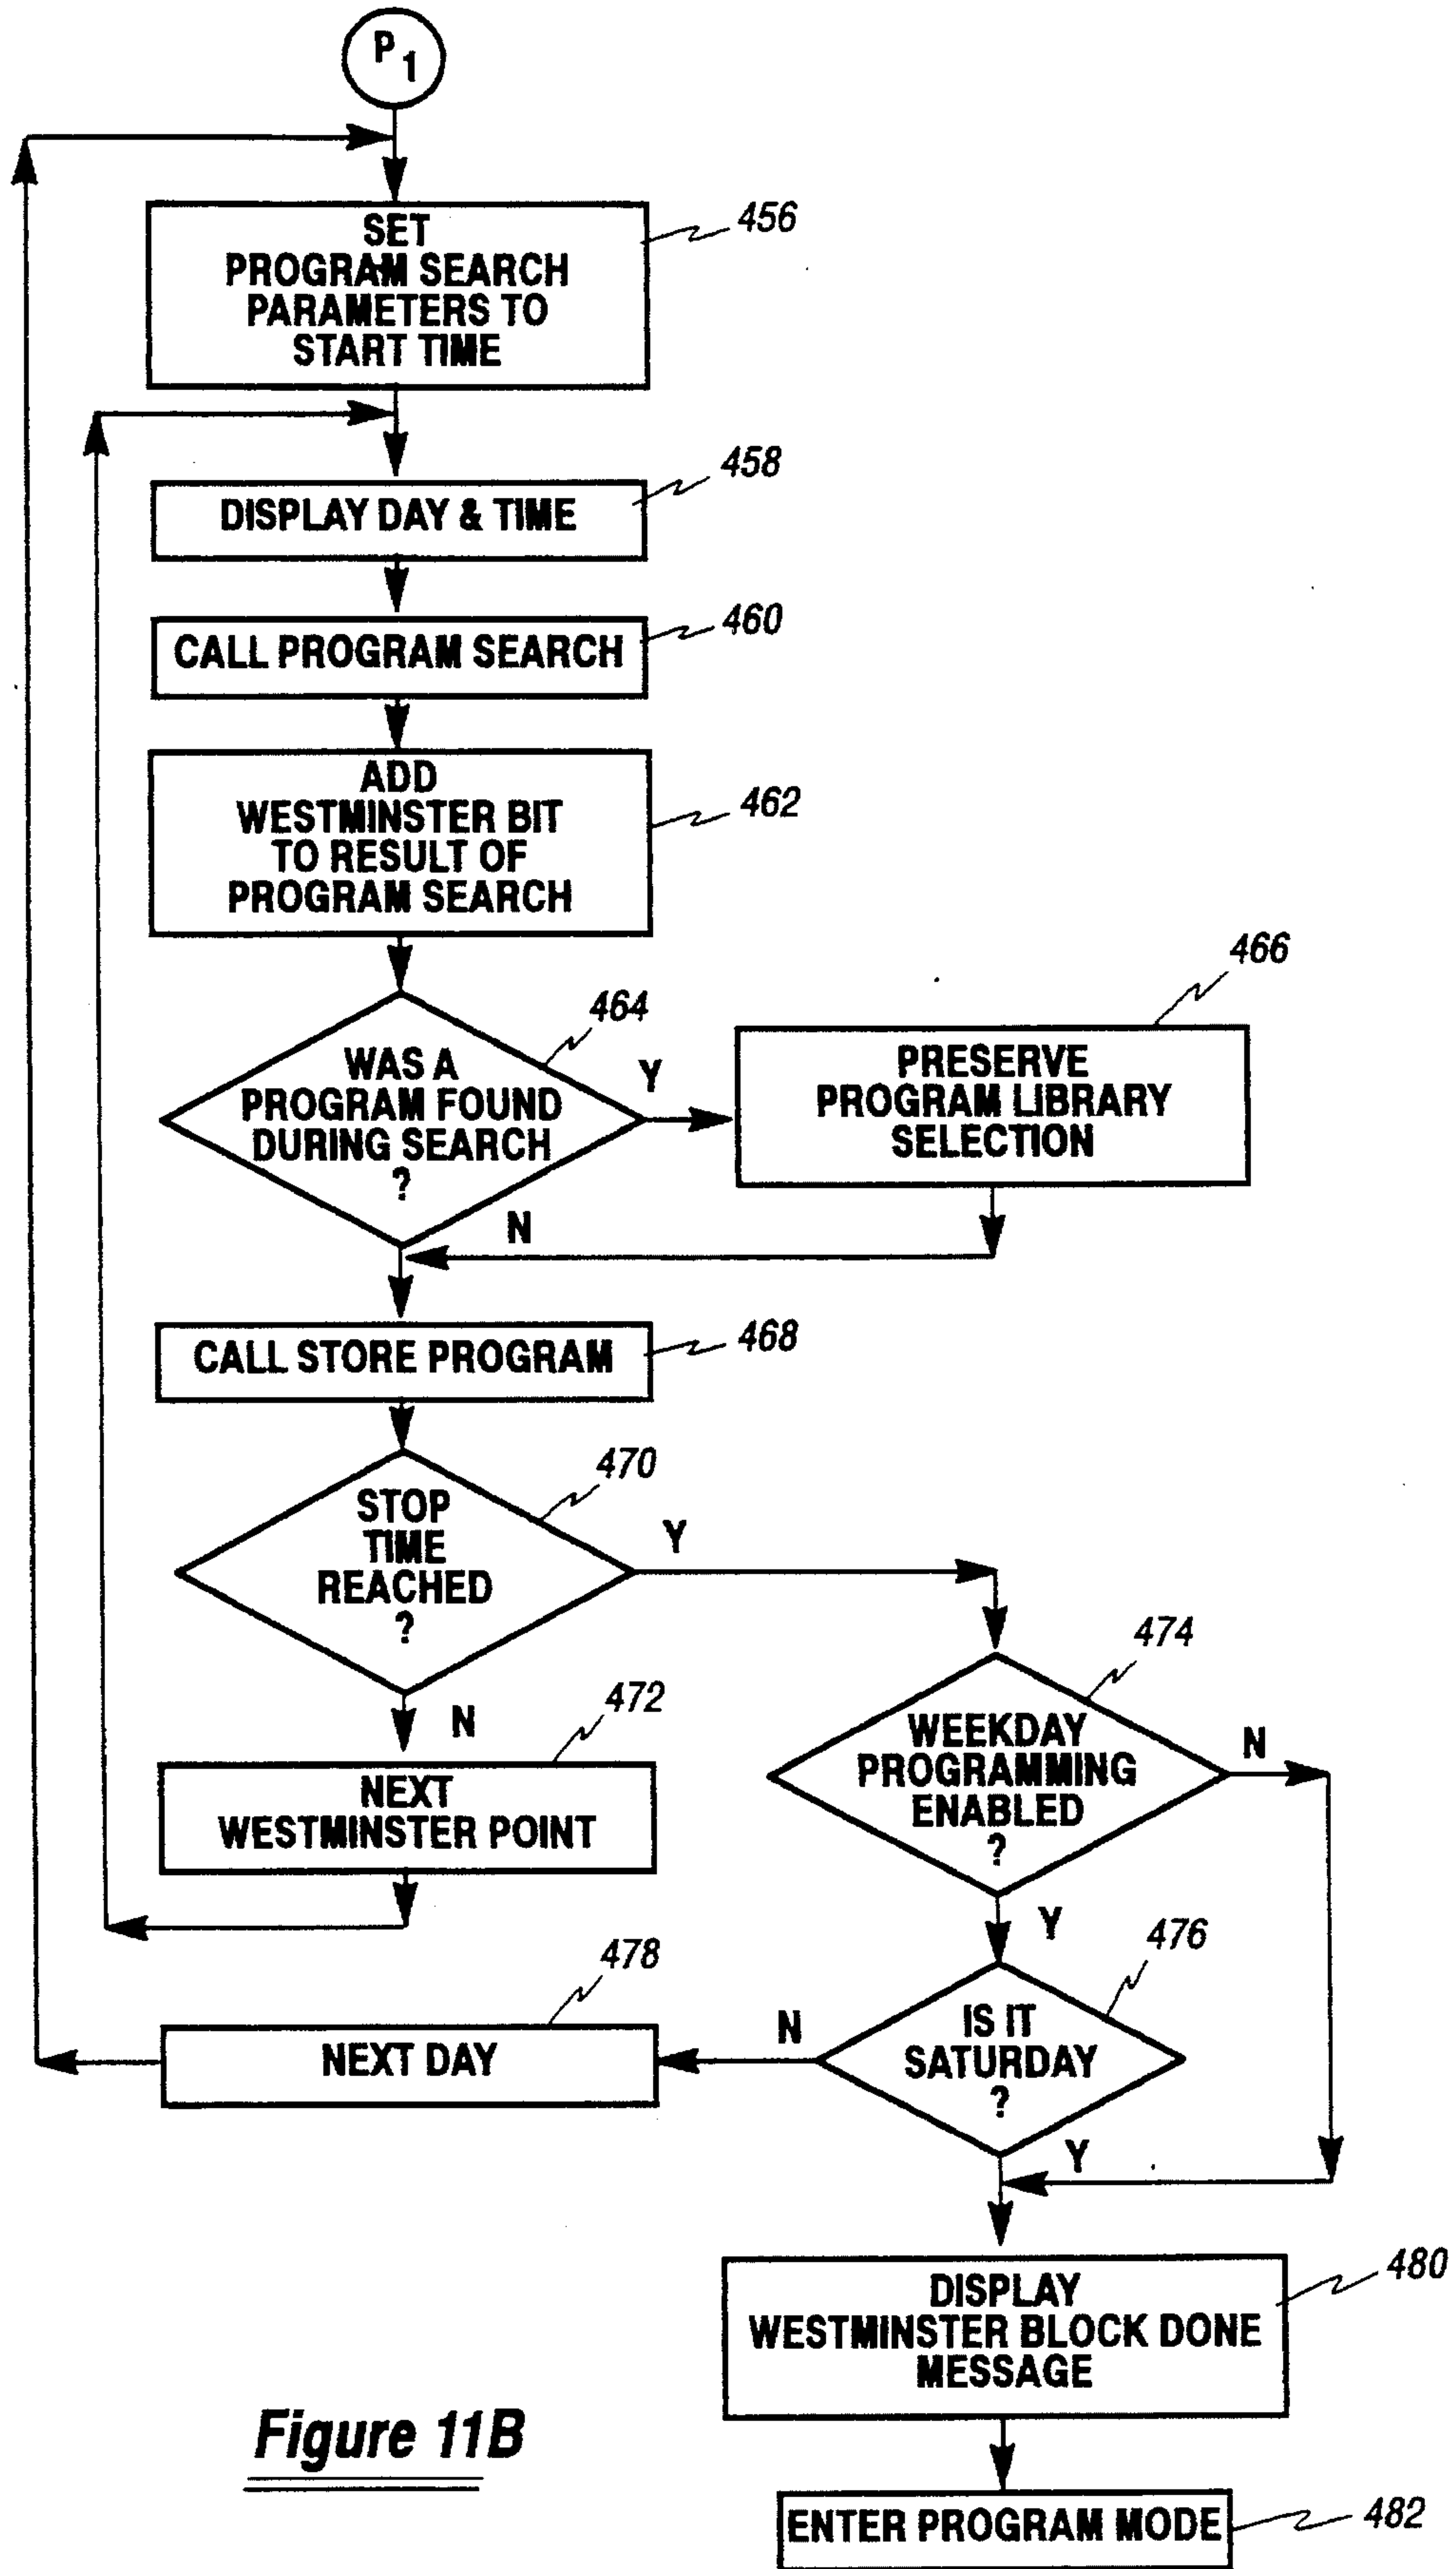 P1
SET
PROGRAM SEARCH
PARAMETERS TO
START TIME
456
DISPLAY DAY & TIME
458
CALL PROGRAM SEARCH
460
ADD
WESTMINSTER BIT
TO RESULT OF
PROGRAM SEARCH
462
WAS A
PROGRAM FOUND
DURING SEARCH
?
464
Y
N
PRESERVE
PROGRAM LIBRARY
SELECTION
466
CALL STORE PROGRAM
468
STOP
TIME
REACHED
?
470
Y
N
NEXT
WESTMINSTER POINT
472
WEEKDAY
PROGRAMMING
ENABLED
?
474
N
Y
IS IT
SATURDAY
?
476
N
Y
NEXT DAY
478
DISPLAY
WESTMINSTER BLOCK DONE
MESSAGE
480
ENTER PROGRAM MODE
482
Figure 11B